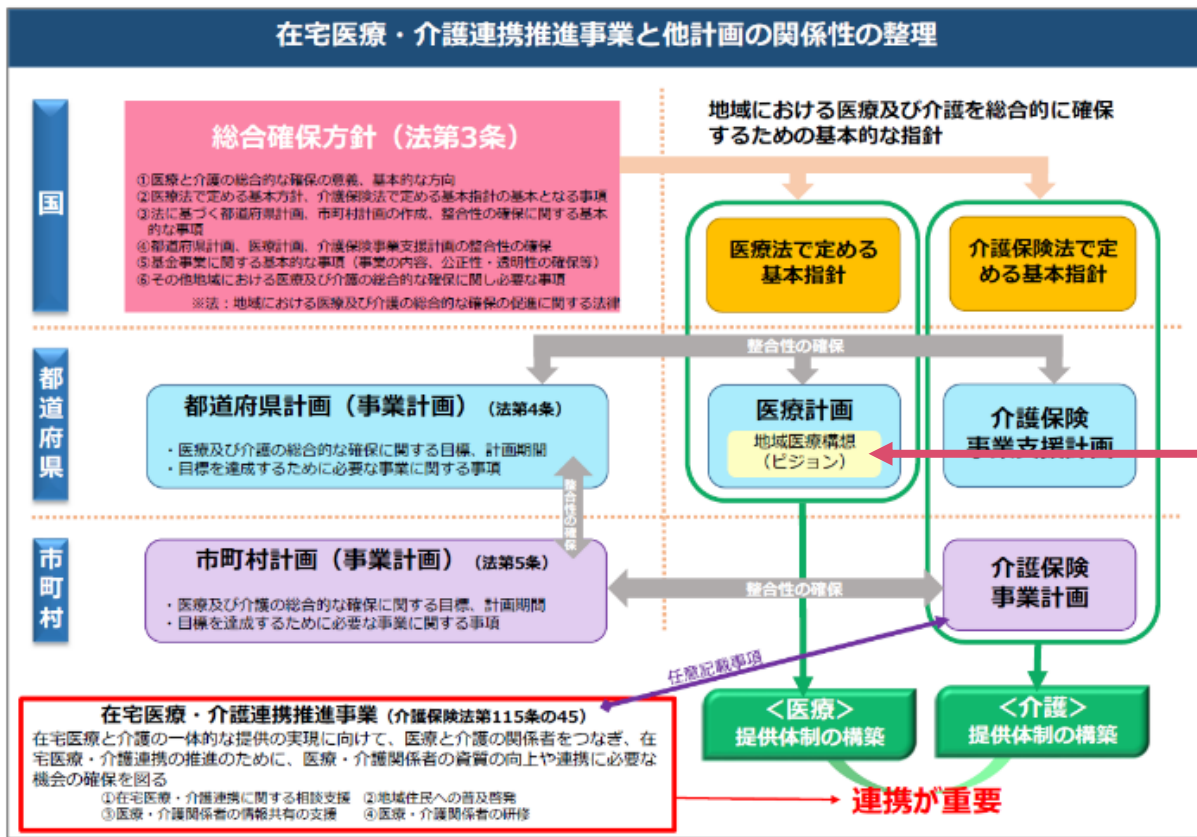 在宅医療・介護連携推進事業と他計画の関係性の整理
国
総合確保方針（法第3条）
①医療と介護の総合的な確保の意義、基本的な方向
②医療法で定める基本方針、介護保険法で定める基本指針の基本となる事項
③法に基づく都道府県計画、市町村計画の作成、整合性の確保に関する基本
的な事項
④都道府県計画、医療計画、介護保険事業支援計画の整合性の確保
⑤基金事業に関する基本的な事項（事業の内容、公正性・透明性の確保等）
⑥その他地域における医療及び介護の総合的な確保に関し必要な事項
※法：地域における医療及び介護の総合的な確保の促進に関する法律
地域における医療及び介護を総合的に確保
するための基本的な指針
医療法で定める
基本指針
介護保険法で定
める基本指針
都道府県
整合性の確保
都道府県計画（事業計画）（法第4条）
・医療及び介護の総合的な確保に関する目標、計画期間
・目標を達成するために必要な事業に関する事項
医療計画
地域医療構想
（ビジョン）
介護保険
事業支援計画
整合性の確保
市町村
市町村計画（事業計画）（法第5条）
・医療及び介護の総合的な確保に関する目標、計画期間
・目標を達成するために必要な事業に関する事項
整合性の確保
介護保険
事業計画
任意記載事項
在宅医療・介護連携推進事業（介護保険法第115条の45）
在宅医療と介護の一体的な提供の実現に向けて、医療と介護の関係者をつなぎ、在
宅医療・介護連携の推進のために、医療・介護関係者の資質の向上や連携に必要な
機会の確保を図る
①在宅医療・介護連携に関する相談支援 ②地域住民への普及啓発
③医療・介護関係者の情報共有の支援 ④医療・介護関係者の研修
＜医療＞
提供体制の構築
＜介護＞
提供体制の構築
連携が重要